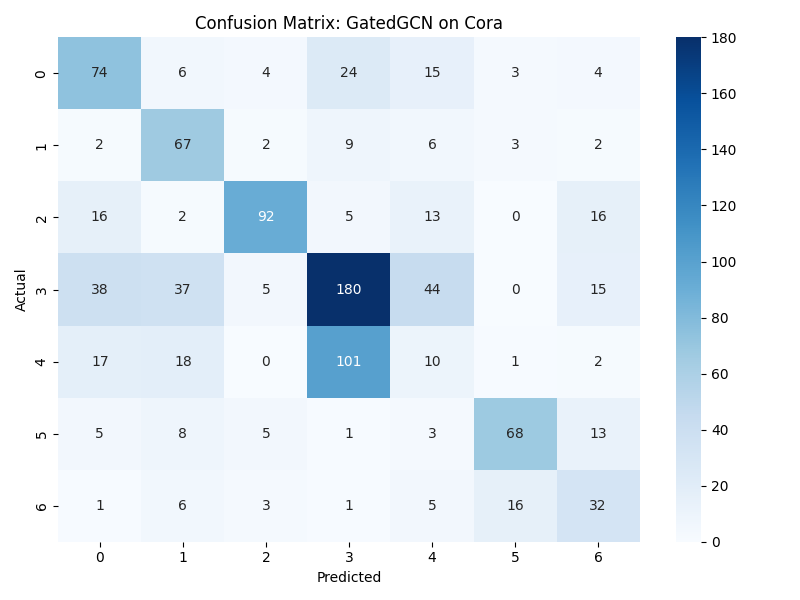 Confusion Matrix: GatedGCN on Cora
Actual
0 74 6 4 24 15 3 4
1 2 67 2 9 6 3 2
2 16 2 92 5 13 0 16
3 38 37 5 180 44 0 15
4 17 18 0 101 10 1 2
5 5 8 5 1 3 68 13
6 1 6 3 1 5 16 32
0 1 2 3 4 5 6
Predicted
180
160
140
120
100
80
60
40
20
0